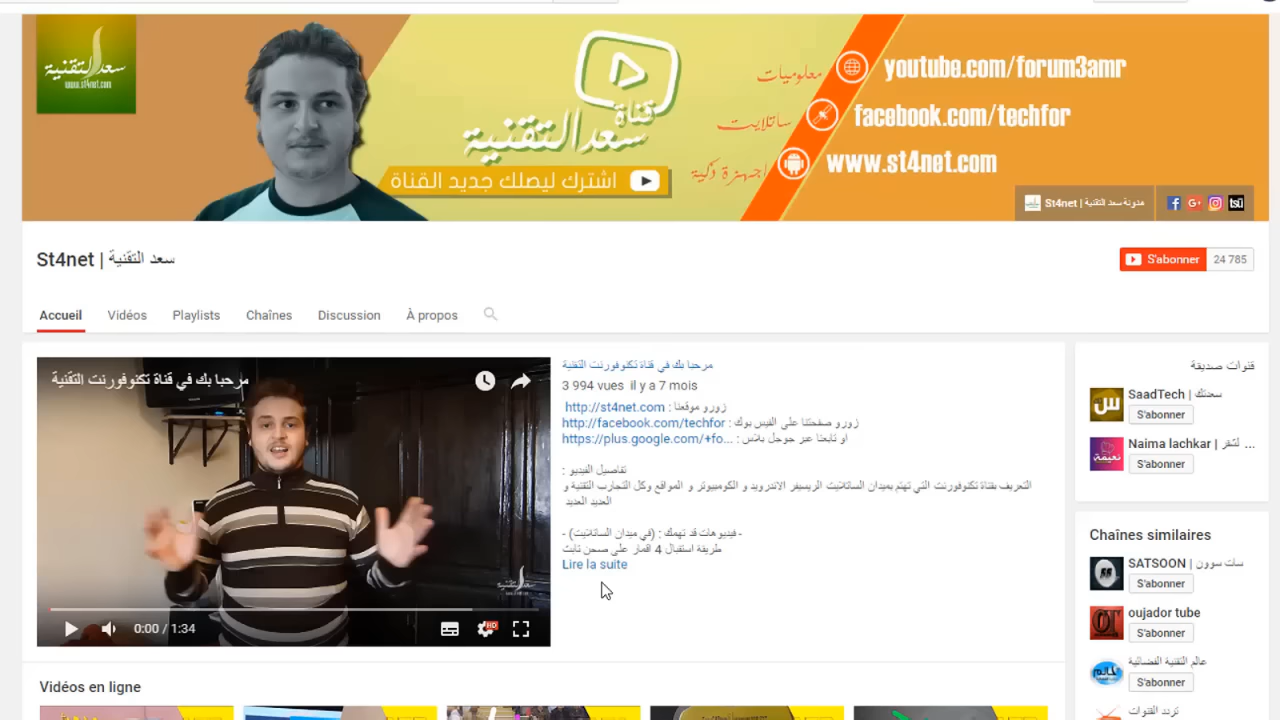 سعد التقنية
www.st4net.com
قناة
سعد التقنية
اشترك ليصلك جديد القناة
معلوميات
ساتلايت
اجهزة ذكية
youtube.com/forum3amr
facebook.com/techfor
www.st4net.com
St4net | مدونة سعد التقنية
St4net | سعد التقنية
S'abonner 24 785
Accueil Vidéos Playlists Chaînes Discussion À propos
مرحبا بك في قناة تكنوفورنت التقنية
0:00 / 1:34
HD
مرحبا بك في قناة تكنوفورنت التقنية
3 994 vues il y a 7 mois
زورو موقعنا : http://st4net.com
زورو صفحتنا على الفيس بوك : http://facebook.com/techfor
او تابعنا عبر جوجل بلاس : https://plus.google.com/+fo...
تفاصيل الفيديو :
التعريف بقناة تكنوفورنت التي تهتم بميدان الساتلايت الريسيفر الاندرويد و الكومبيوتر و المواقع وكل التجارب التقنية و
العديد العديد
- فيديوهات قد تهمك : (في ميدان الساتلايت) -
طريقة استقبال 4 اقمار على صحن ثابت
Lire la suite
قنوات صديقة
SaadTech | سعدتك
S'abonner
Naima lachkar | لشقر ...
S'abonner
Chaînes similaires
SATSOON | سات سوون
S'abonner
oujador tube
S'abonner
عالم التقنية الفضائية
S'abonner
تردد القنوات
Vidéos en ligne